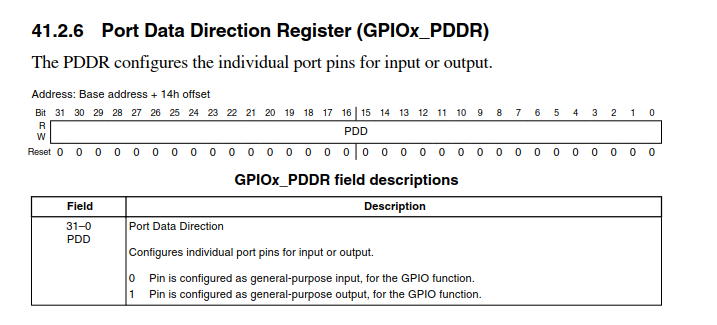 41.2.6 Port Data Direction Register (GPIOx_PDDR)
The PDDR configures the individual port pins for input or output.
Address: Base address + 14h offset
Bit 31 30 29 28 27 26 25 24 23 22 21 20 19 18 17 16 15 14 13 12 11 10 9 8 7 6 5 4 3 2 1 0
R
PDD
W
Reset 0 0 0 0 0 0 0 0 0 0 0 0 0 0 0 0 0 0 0 0 0 0 0 0 0 0 0 0 0 0 0 0
GPIOx_PDDR field descriptions
Field Description
31–0 Port Data Direction
PDD
Configures individual port pins for input or output.
0 Pin is configured as general-purpose input, for the GPIO function.
1 Pin is configured as general-purpose output, for the GPIO function.